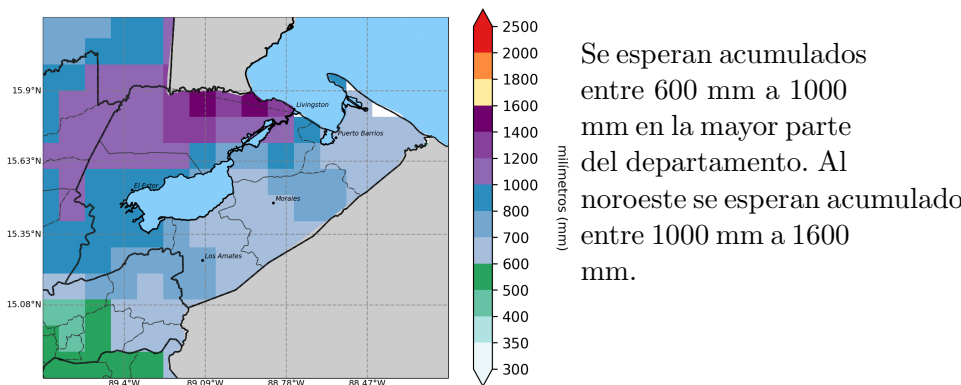 15.9°N
15.63°N
15.35°N
15.08°N
89.4°W
89.09°W
88.78°W
88.47°W
Livingston
Puerto Barrios
El Estor
Morales
Los Amates
2500
2000
1800
1600
1400
1200
1000
800
700
600
500
400
350
300
milímetros (mm)
Se esperan acumulados
entre 600 mm a 1000
mm en la mayor parte
del departamento. Al
noroeste se esperan acumulado
entre 1000 mm a 1600
mm.